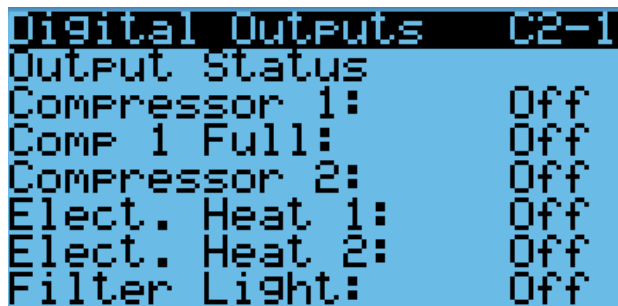 Digital Outputs C2-1
Output Status
Compressor 1: Off
Comp 1 Full: Off
Compressor 2: Off
Elect. Heat 1: Off
Elect. Heat 2: Off
Filter Light: Off